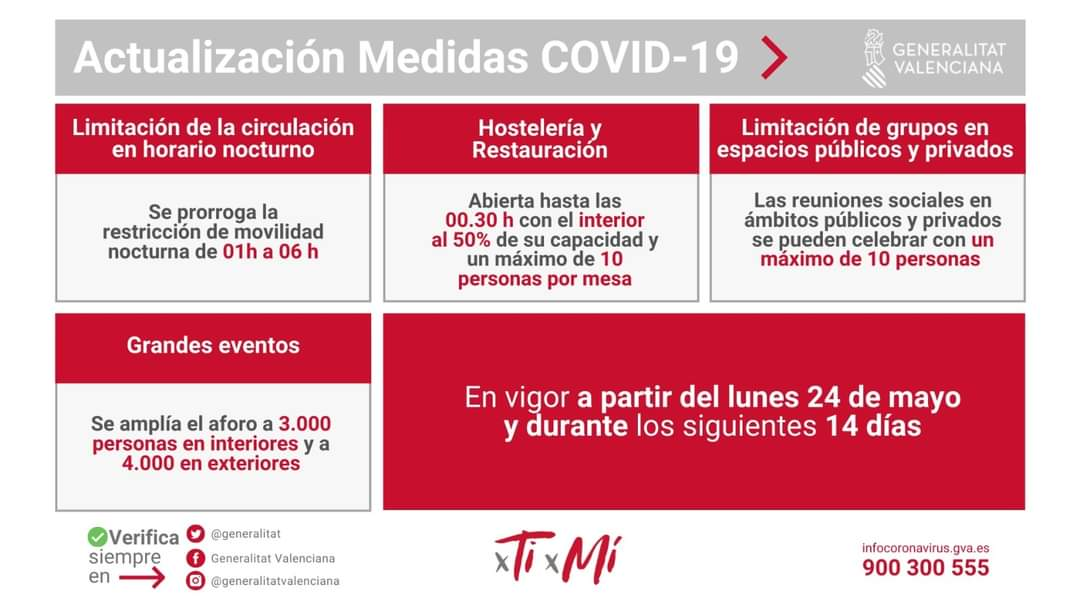 Actualización Medidas COVID-19
GENERALITAT
VALENCIANA
Limitación de la circulación
en horario nocturno
Se prorroga la
restricción de movilidad
nocturna de 01h a 06 h
Hostelería y
Restauración
Abierta hasta las
00.30 h con el interior
al 50% de su capacidad y
un máximo de 10
personas por mesa
Limitación de grupos en
espacios públicos y privados
Las reuniones sociales en
ámbitos públicos y privados
se pueden celebrar con un
máximo de 10 personas
Grandes eventos
Se amplía el aforo a 3.000
personas en interiores y a
4.000 en exteriores
En vigor a partir del lunes 24 de mayo
y durante los siguientes 14 días
Verifica
siempre
en
@generalitat
Generalitat Valenciana
@generalitatvalenciana
xTi xMí
infocoronavirus.gva.es
900 300 555